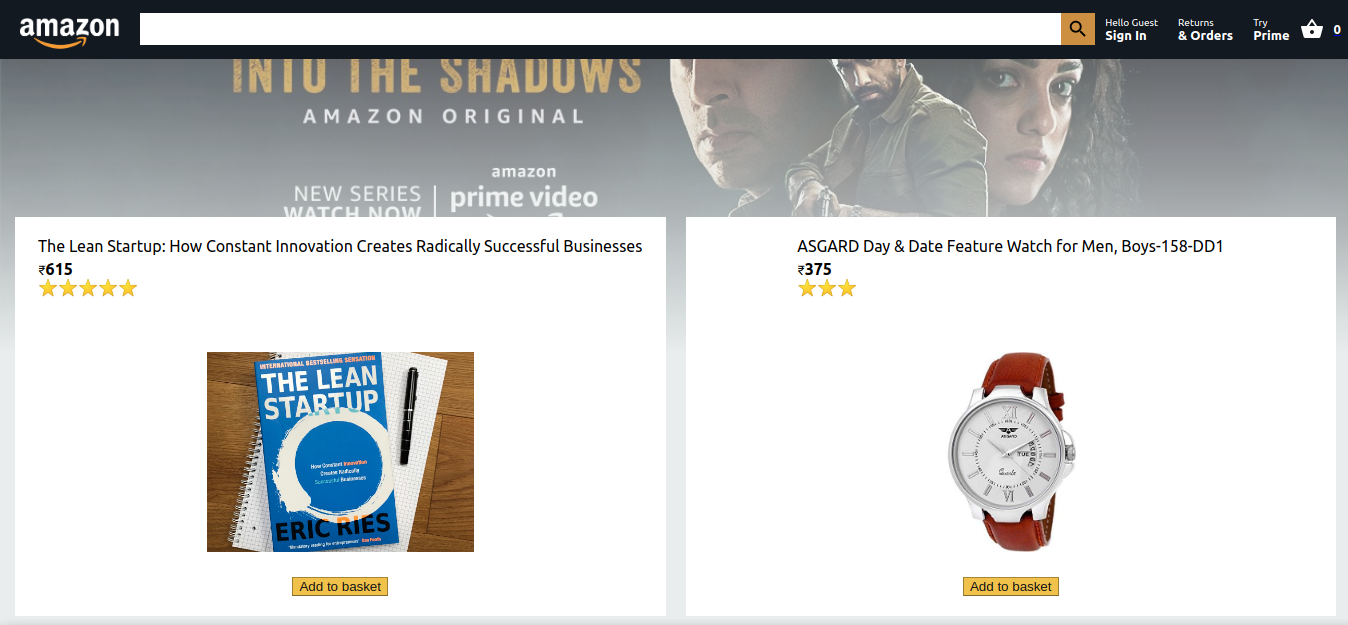 amazon
Hello Guest
Sign In
Returns
& Orders
Try
Prime
0
INTO THE SHADOWS
AMAZON ORIGINAL
NEW SERIES
WATCH NOW
amazon
prime video
The Lean Startup: How Constant Innovation Creates Radically Successful Businesses
₹615
INTERNATIONAL BESTSELLING SENSATION
THE LEAN
STARTUP
How Constant Innovation
Creates Radically
Successful Businesses
ERIC RIES
Add to basket
ASGARD Day & Date Feature Watch for Men, Boys-158-DD1
₹375
ASGARD
TUE
Quartz
Add to basket